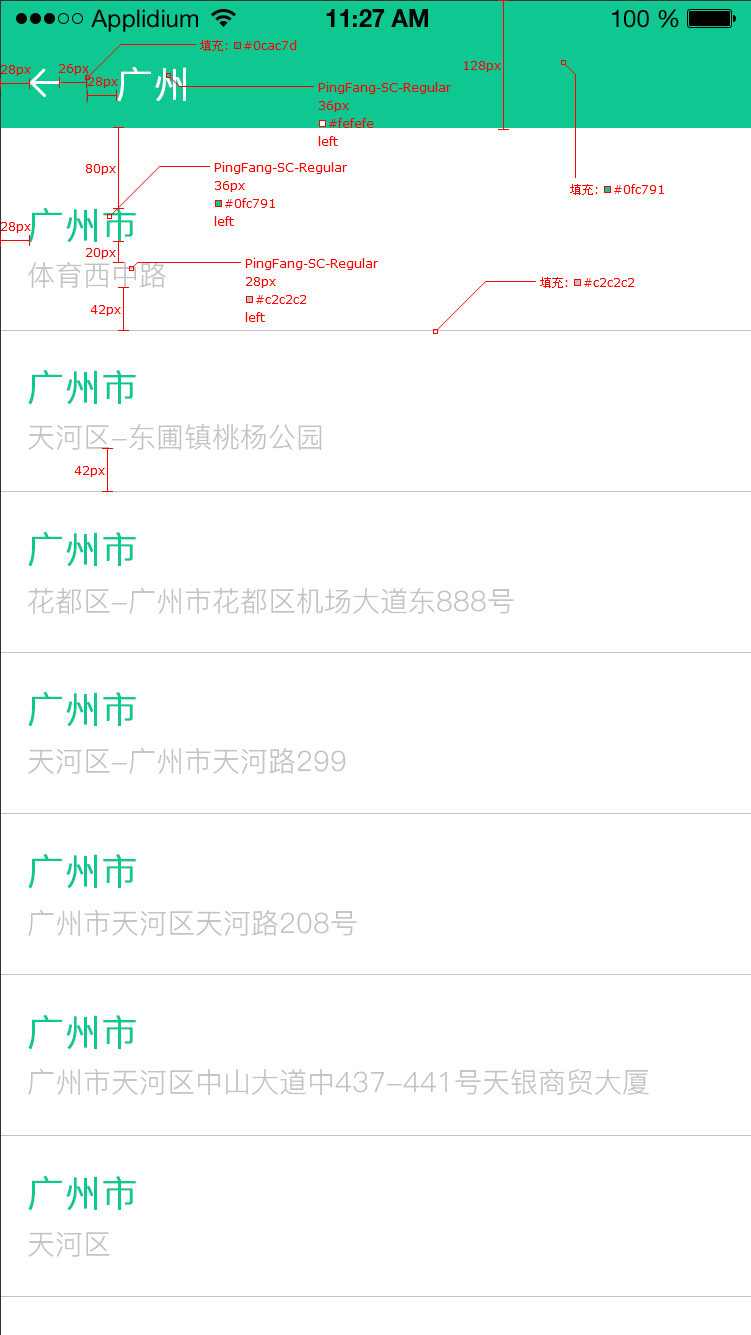 Applidium 11:27 AM 100 %
填充: #0cac7d
28px 26px 28px 广州 128px
PingFang-SC-Regular
36px
#fefefe
left
80px
PingFang-SC-Regular
36px
#0fc791
left
填充: #0fc791
28px 广州市
20px
PingFang-SC-Regular
28px
#c2c2c2
left
填充: #c2c2c2
体育西中路
42px
广州市
天河区-东圃镇桃杨公园
42px
广州市
花都区-广州市花都区机场大道东888号
广州市
天河区-广州市天河路299
广州市
广州市天河区天河路208号
广州市
广州市天河区中山大道中437-441号天银商贸大厦
广州市
天河区